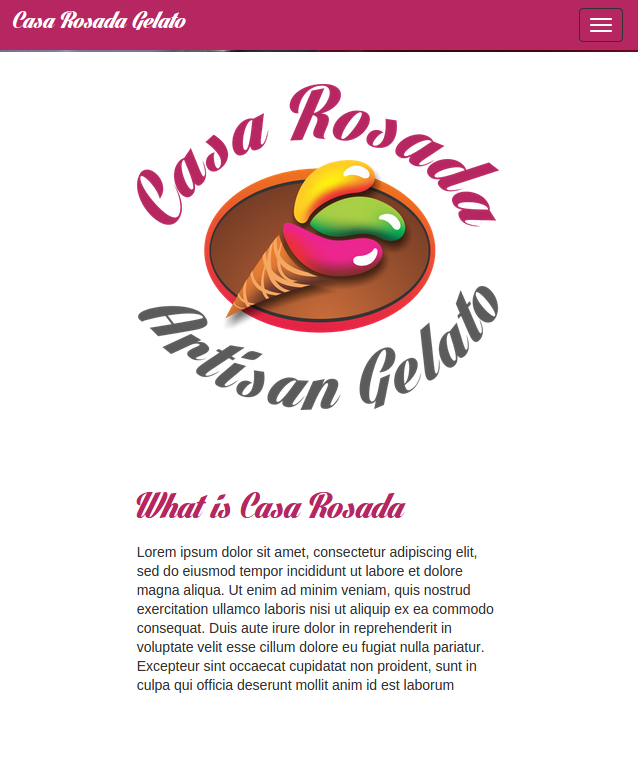 Casa Rosada Gelato
Casa Rosada
Artisan Gelato
What is Casa Rosada
Lorem ipsum dolor sit amet, consectetur adipiscing elit,
sed do eiusmod tempor incididunt ut labore et dolore
magna aliqua. Ut enim ad minim veniam, quis nostrud
exercitation ullamco laboris nisi ut aliquip ex ea commodo
consequat. Duis aute irure dolor in reprehenderit in
voluptate velit esse cillum dolore eu fugiat nulla pariatur.
Excepteur sint occaecat cupidatat non proident, sunt in
culpa qui officia deserunt mollit anim id est laborum